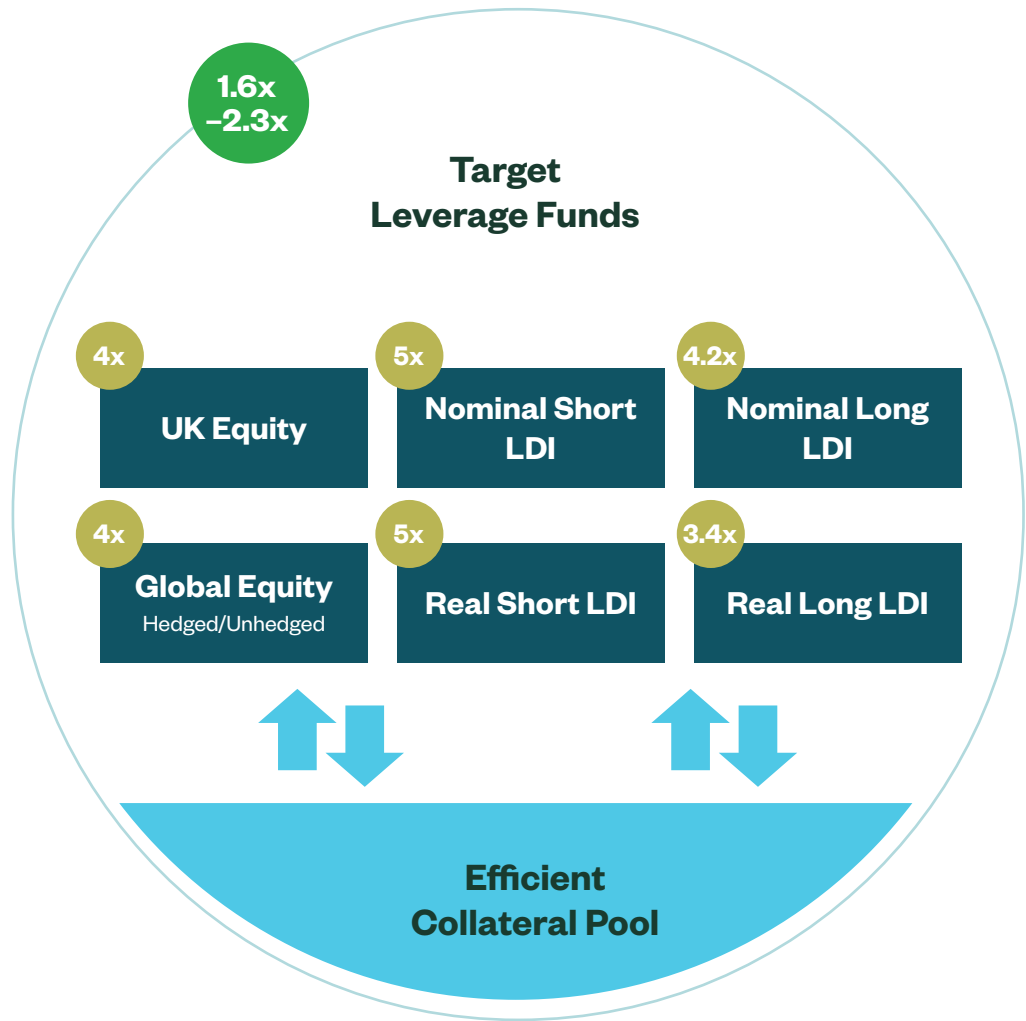 1.6x
–2.3x
Target
Leverage Funds
4x
UK Equity
5x
Nominal Short
LDI
4.2x
Nominal Long
LDI
4x
Global Equity
Hedged/Unhedged
5x
Real Short LDI
3.4x
Real Long LDI
Efficient
Collateral Pool